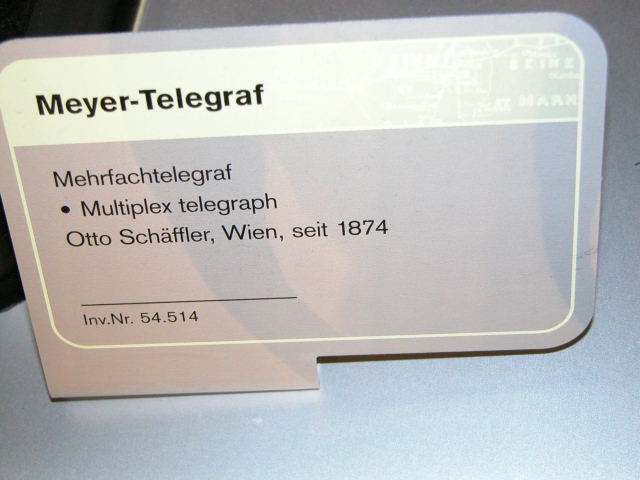 Meyer-Telegraf
Mehrfachtelegraf
• Multiplex telegraph
Otto Schäffler, Wien, seit 1874
Inv.Nr. 54.514